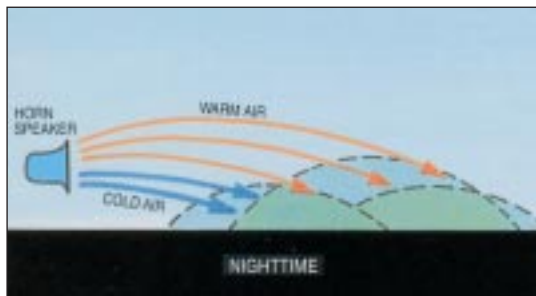 HORN
SPEAKER
WARM AIR
COLD AIR
NIGHTTIME